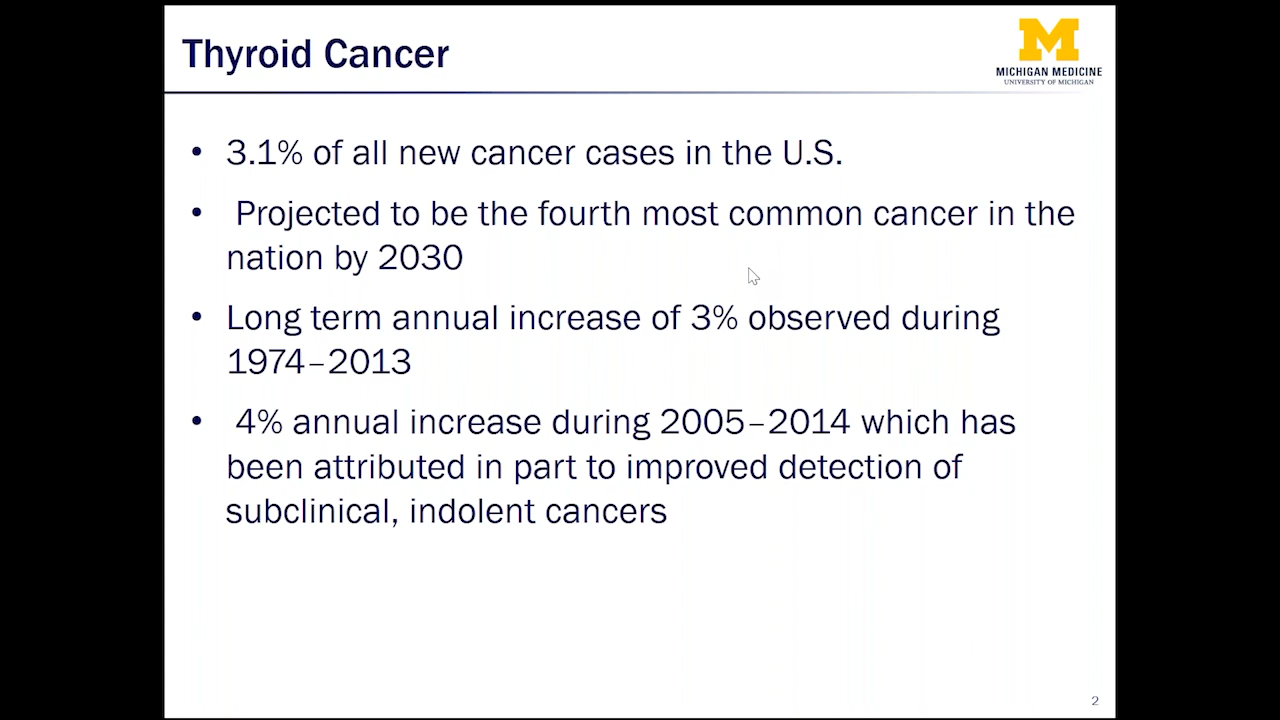 Thyroid Cancer
M
MICHIGAN MEDICINE
UNIVERSITY OF MICHIGAN
• 3.1% of all new cancer cases in the U.S.
• Projected to be the fourth most common cancer in the
nation by 2030
• Long term annual increase of 3% observed during
1974–2013
• 4% annual increase during 2005–2014 which has
been attributed in part to improved detection of
subclinical, indolent cancers
2